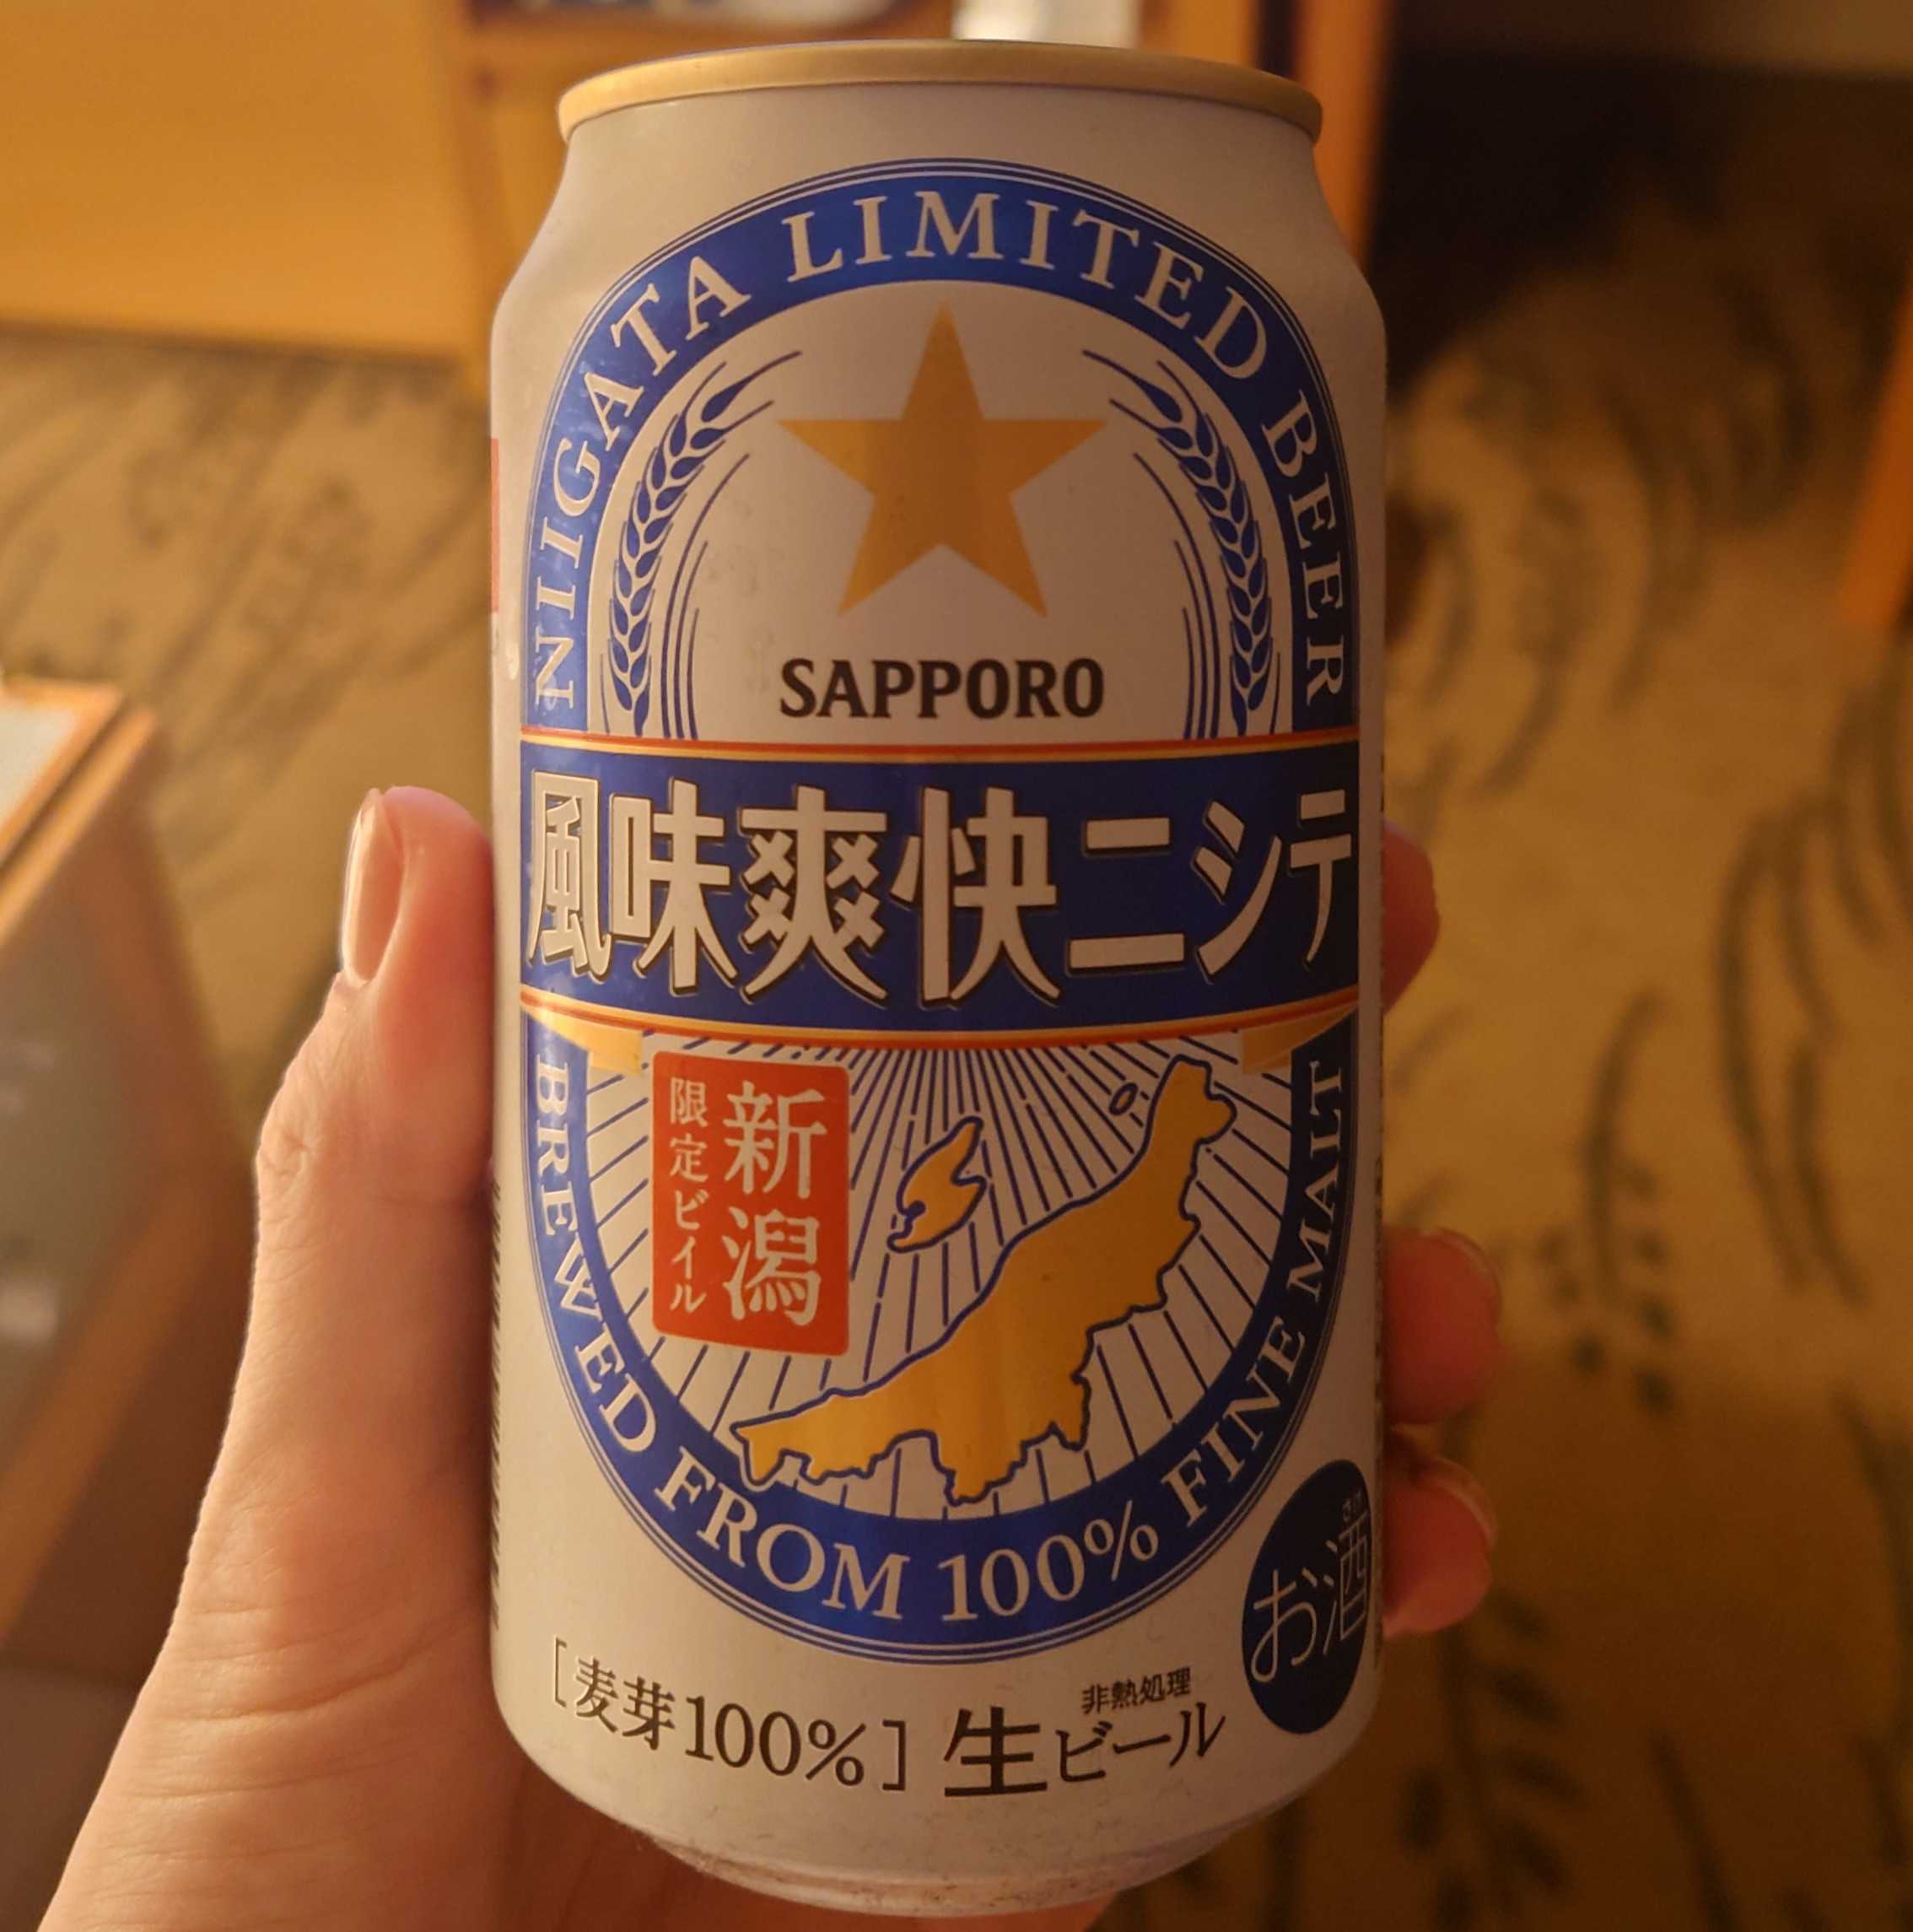 NIIGATA LIMITED BEER
SAPPORO
風味爽快ニシテ
新潟
限定ビイル
BREWED FROM 100% FINE MALT
お酒
[麦芽100%] 生ビール
非熱処理